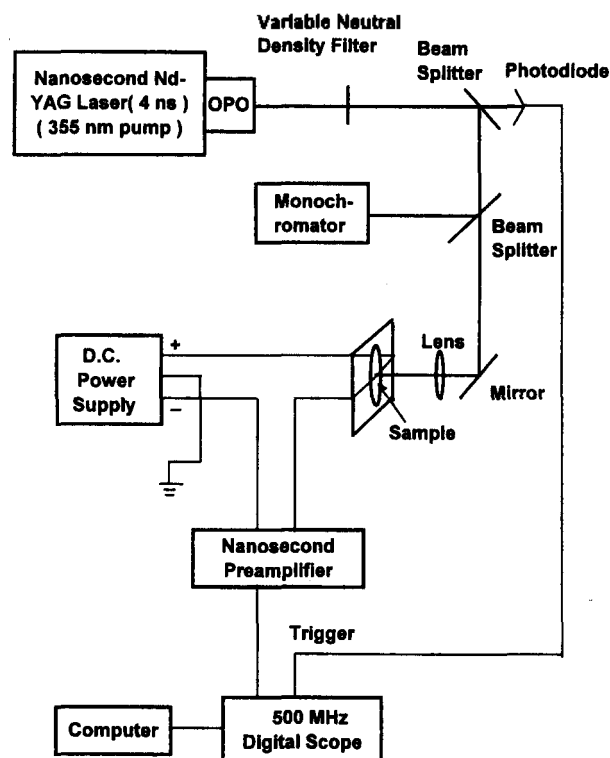 Variable Neutral
Density Filter
Beam
Splitter
Photodiode
Nanosecond Nd-
YAG Laser( 4 ns )
( 355 nm pump )
OPO
Monoch-
romator
Beam
Splitter
D.C.
Power
Supply
+
−
Lens
Mirror
Sample
Nanosecond
Preamplifier
Trigger
Computer
500 MHz
Digital Scope